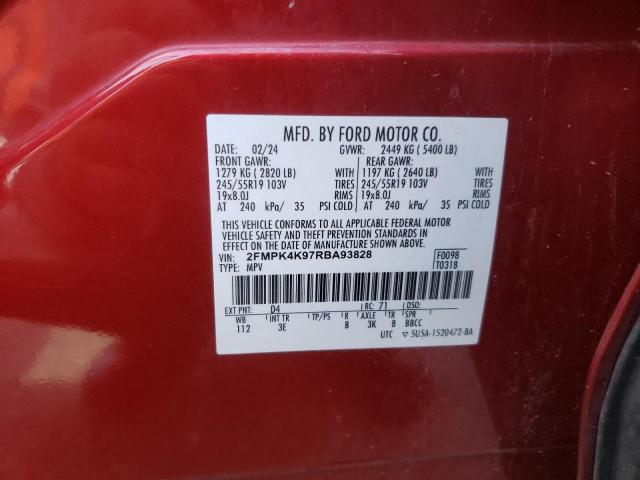 MFD. BY FORD MOTOR CO.
DATE: 02/24 GVWR: 2449 KG ( 5400 LB)
FRONT GAWR: REAR GAWR:
1279 KG ( 2820 LB) 1197 KG ( 2640 LB)
245/55R19 103V TIRES 245/55R19 103V TIRES
19x8.0J RIMS 19x8.0J RIMS
AT 240 kPa/ 35 PSI COLD AT 240 kPa/ 35 PSI COLD
THIS VEHICLE CONFORMS TO ALL APPLICABLE FEDERAL MOTOR
VEHICLE SAFETY AND THEFT PREVENTION STANDARDS IN
EFFECT ON THE DATE OF MANUFACTURE SHOWN ABOVE.
VIN: 2FMPK4K97RBA93828 F0098
TYPE: MPV T0318
EXT PNT: D4 RC: 71 DSO:
WB INT TR TP/PS R AXLE TR SPR
112 3E B 3K 8 BBCC
UTC ▽ 5U5A-1520472-BA